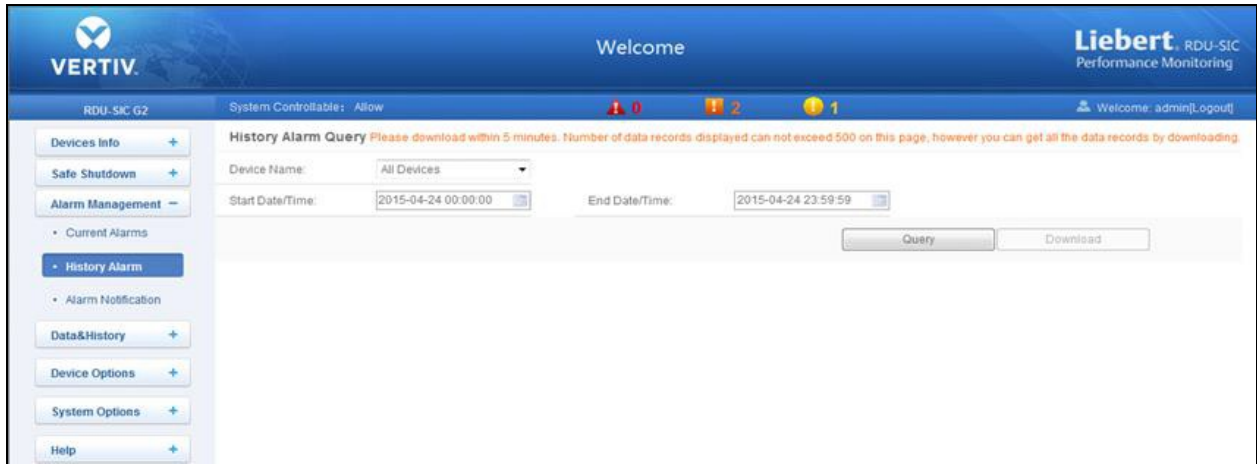 VERTIV.
Welcome
Liebert. RDU-SIC
Performance Monitoring
RDU-SIC G2
System Controllable: Allow
0
2
1
Welcome: admin[Logout]
Devices Info +
Safe Shutdown +
Alarm Management −
• Current Alarms
• History Alarm
• Alarm Notification
Data&History +
Device Options +
System Options +
Help +
History Alarm Query Please download within 5 minutes. Number of data records displayed can not exceed 500 on this page, however you can get all the data records by downloading.
Device Name: All Devices
Start Date/Time: 2015-04-24 00:00:00 End Date/Time: 2015-04-24 23:59:59
Query Download